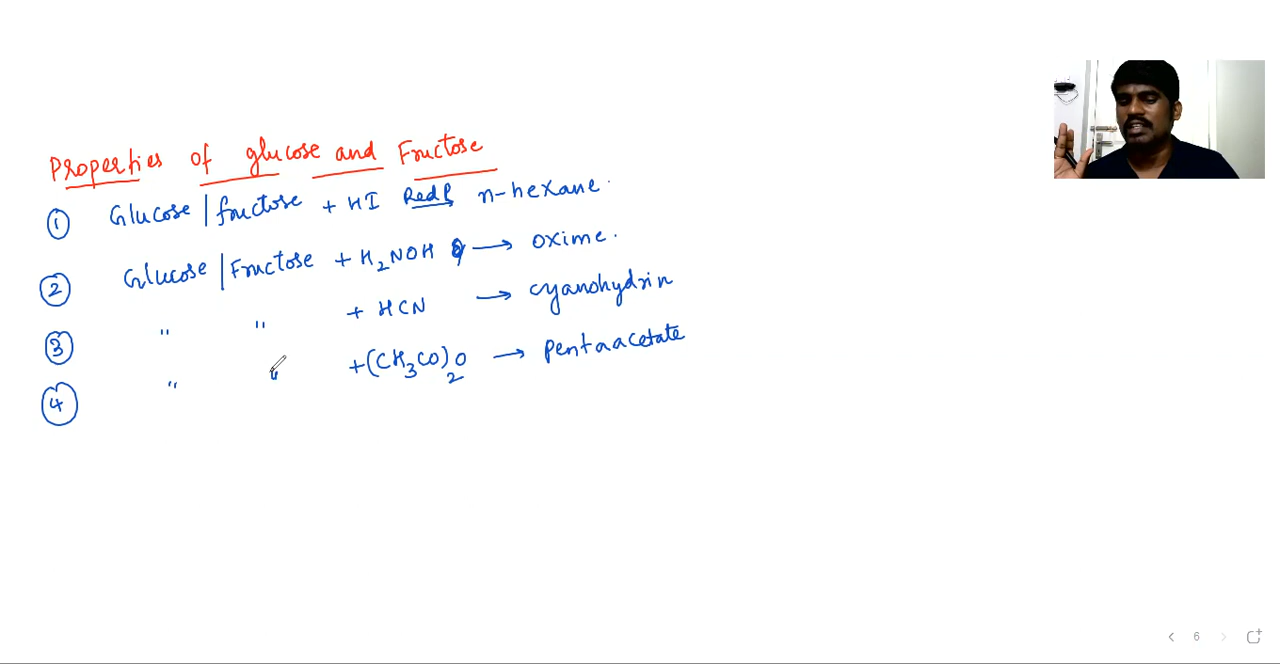 Properties of glucose and Fructose
① Glucose | fructose + HI Red P n-hexane.
② Glucose | Fructose + H₂NOH → oxime.
③ " " + HCN → cyanohydrin
④ " " + (CH₃CO)₂O → pentaacetate
6